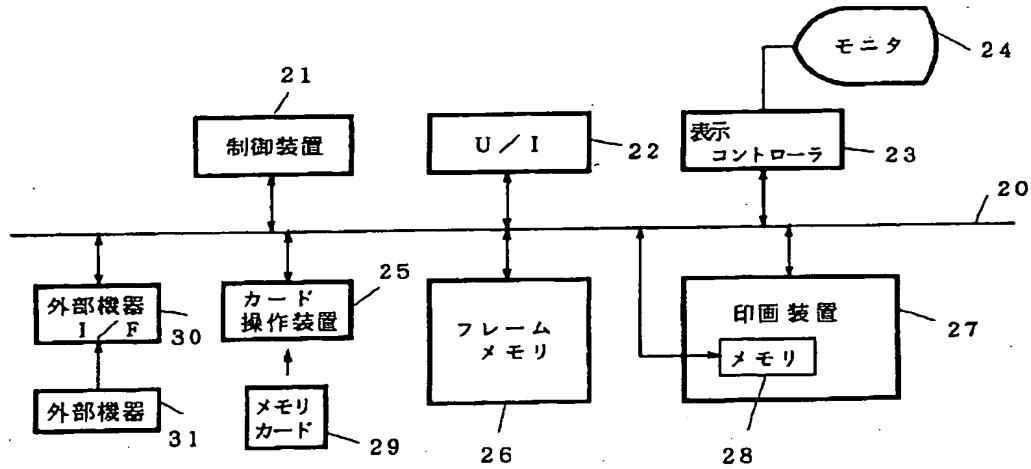 モニタ
24
21
制御装置
U／I
22
表示
コントローラ
23
20
外部機器
I／F
30
カード
操作装置
25
フレーム
メモリ
26
印画装置
メモリ
27
28
外部機器
31
メモリ
カード
29